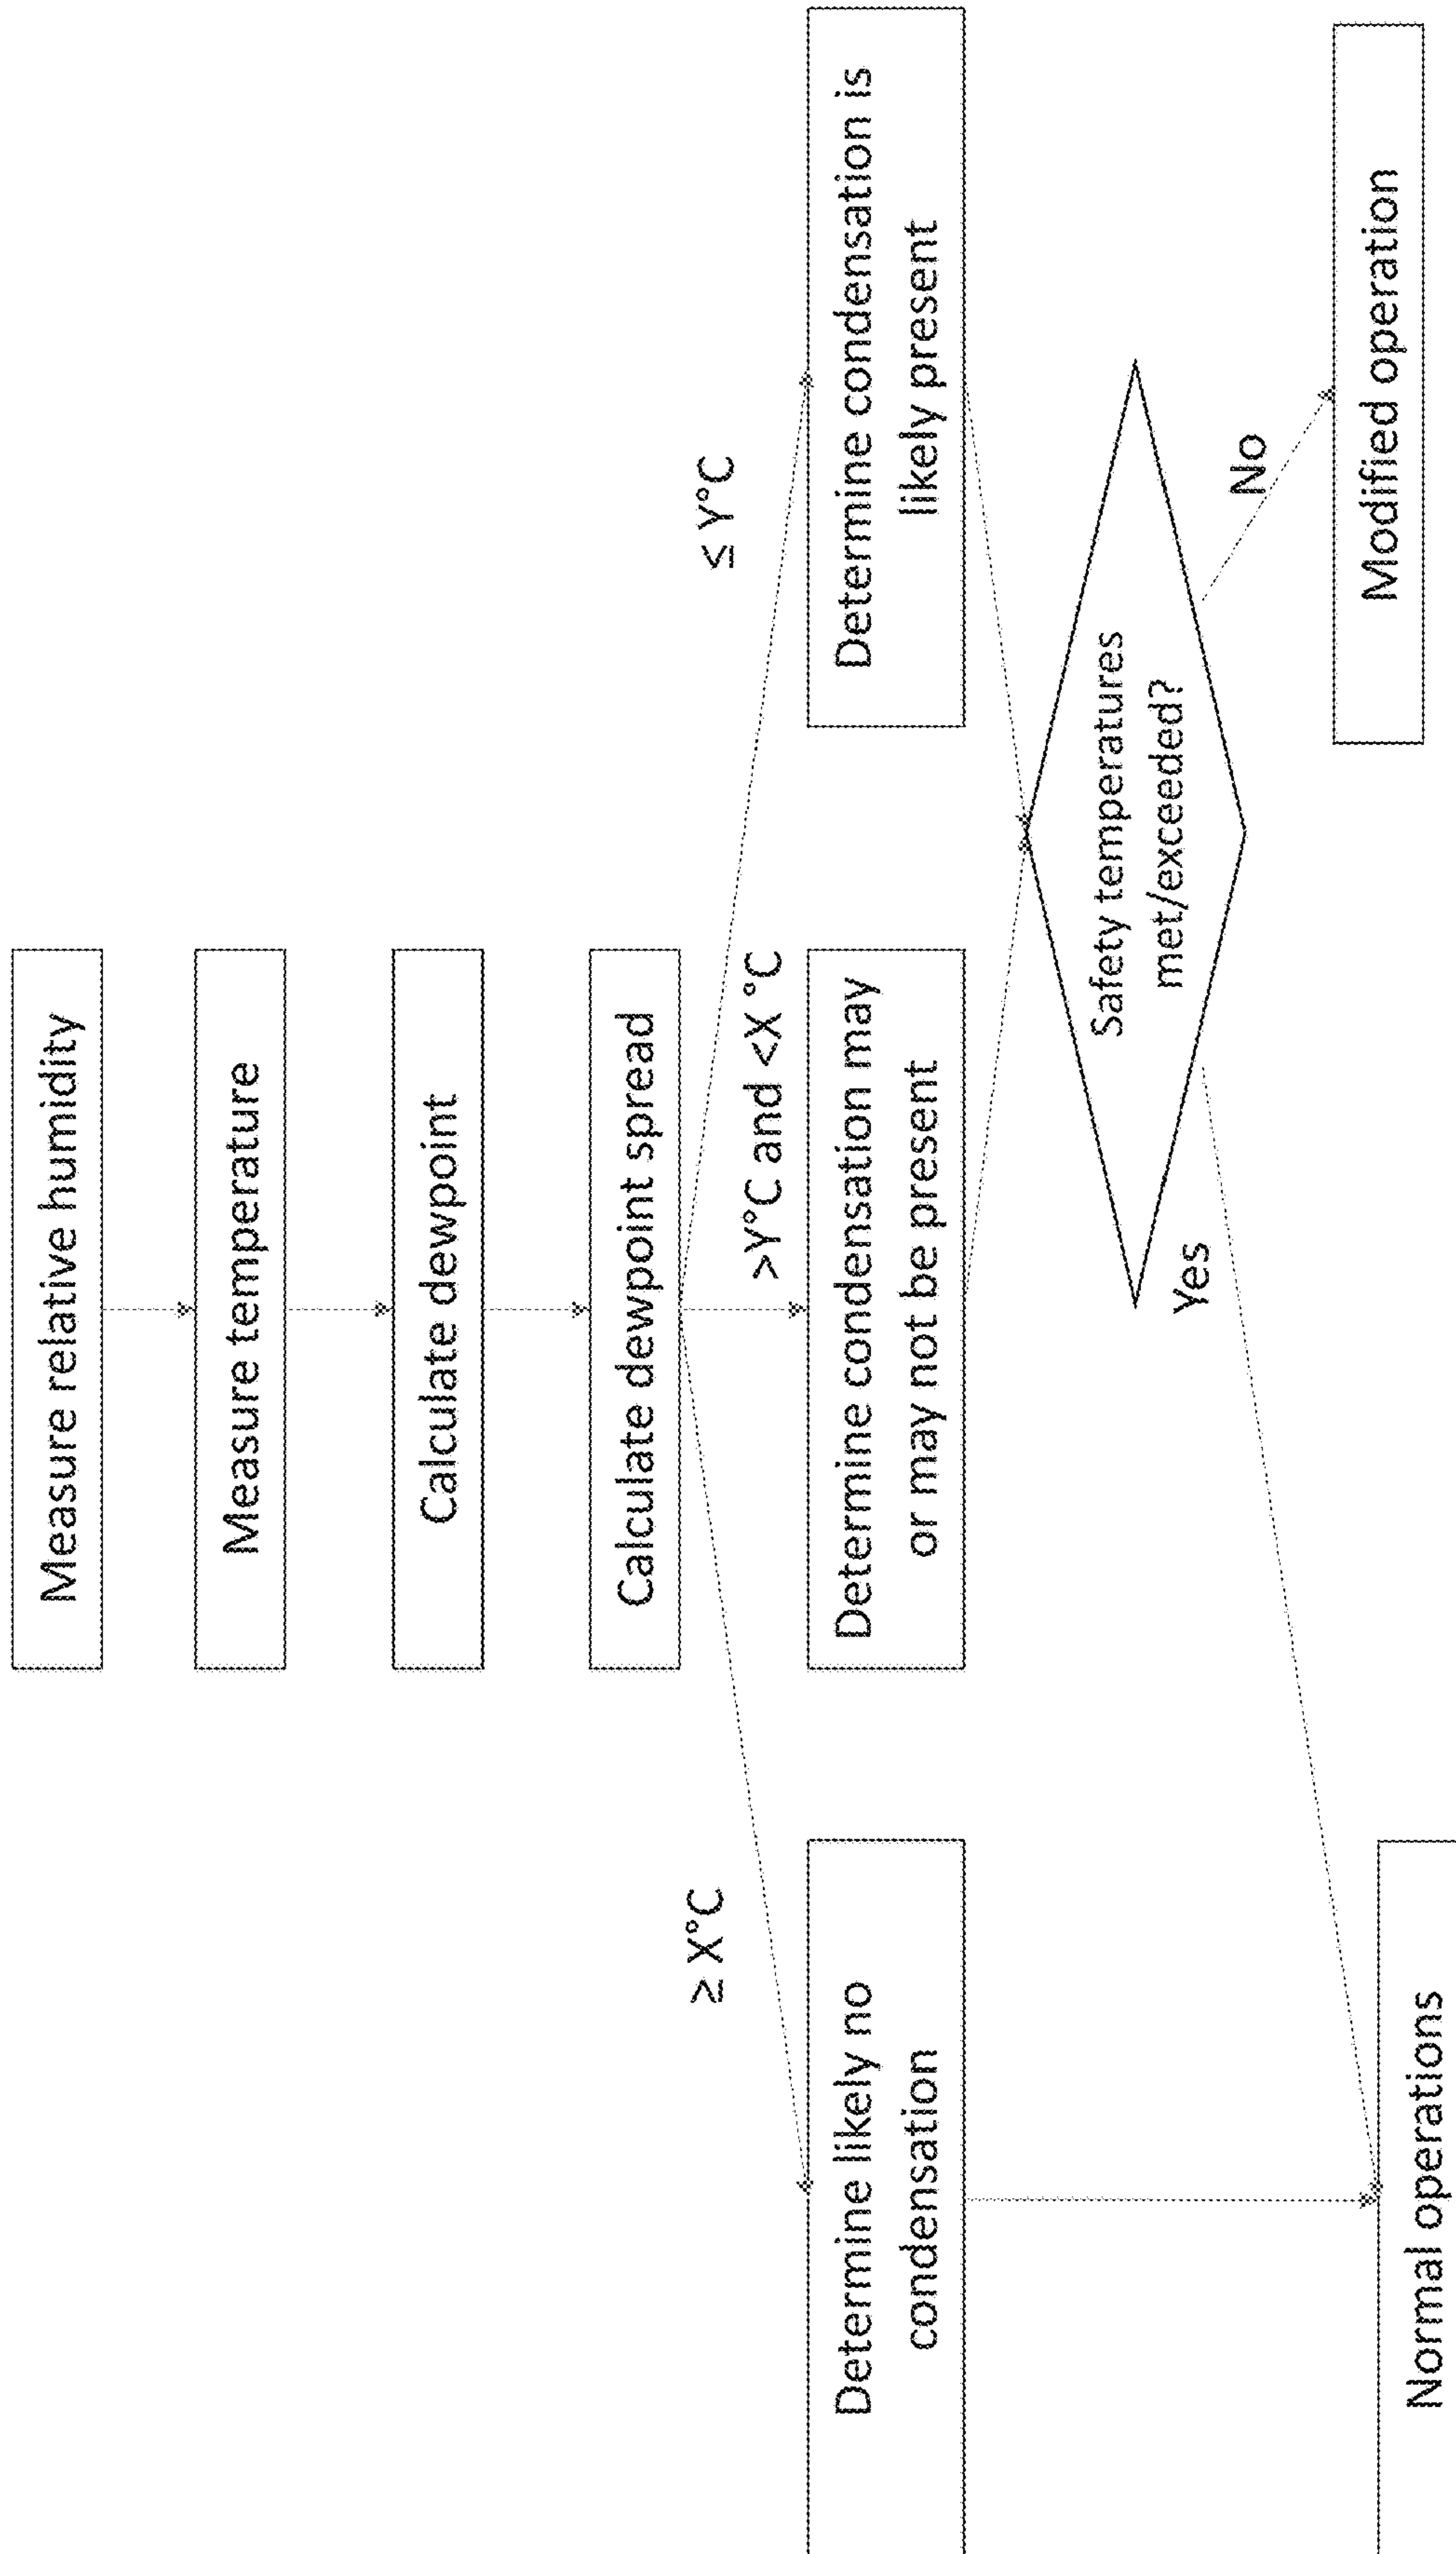 Measure relative humidity
Measure temperature
Calculate dewpoint
Calculate dewpoint spread
≥ X°C
>Y°C and <X °C
≤ Y°C
Determine likely no
condensation
Determine condensation may
or may not be present
Determine condensation is
likely present
Safety temperatures
met/exceeded?
Yes
No
Normal operations
Modified operation